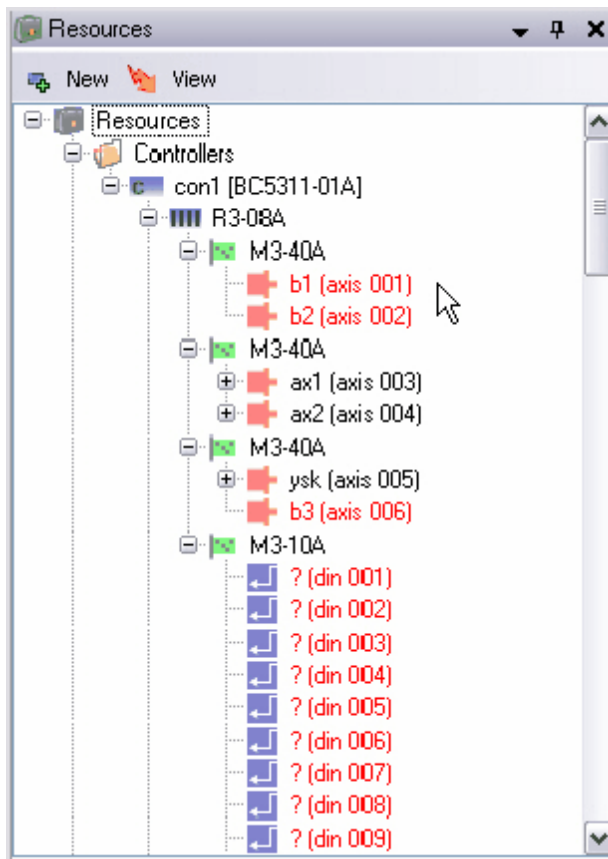 Resources
New View
Resources
Controllers
con1 [BC5311-01A]
R3-08A
M3-40A
b1 (axis 001)
b2 (axis 002)
M3-40A
ax1 (axis 003)
ax2 (axis 004)
M3-40A
ysk (axis 005)
b3 (axis 006)
M3-10A
? (din 001)
? (din 002)
? (din 003)
? (din 004)
? (din 005)
? (din 006)
? (din 007)
? (din 008)
? (din 009)